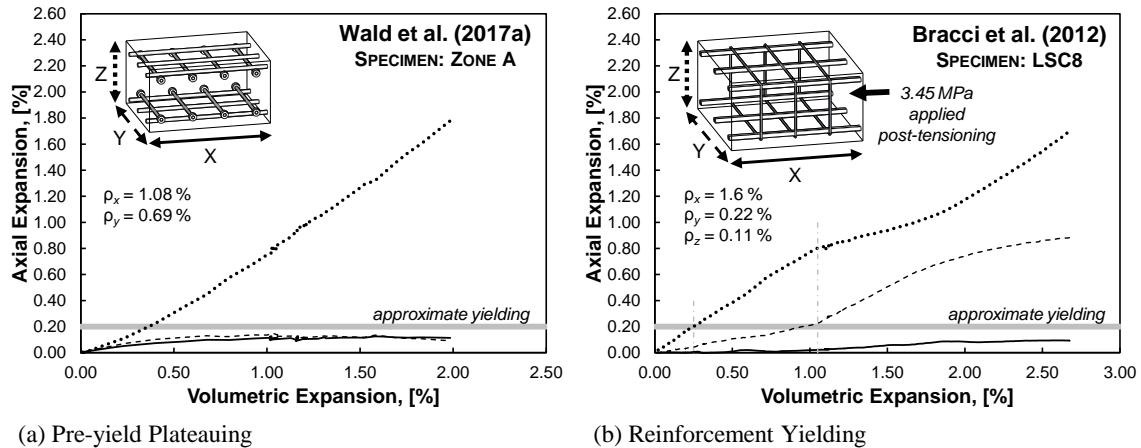 Wald et al. (2017a)
SPECIMEN: ZONE A
2.60
2.40
2.20
2.00
1.80
1.60
1.40
1.20
1.00
0.80
0.60
0.40
0.20
0.00
Axial Expansion, [%]
Z
Y
X
ρx = 1.08 %
ρy = 0.69 %
approximate yielding
0.00 0.50 1.00 1.50 2.00 2.50
Volumetric Expansion, [%]
(a) Pre-yield Plateauing
Bracci et al. (2012)
SPECIMEN: LSC8
2.60
2.40
2.20
2.00
1.80
1.60
1.40
1.20
1.00
0.80
0.60
0.40
0.20
0.00
Axial Expansion, [%]
Z
Y
X
3.45 MPa
applied
post-tensioning
ρx = 1.6 %
ρy = 0.22 %
ρz = 0.11 %
approximate yielding
0.00 0.50 1.00 1.50 2.00 2.50 3.00
Volumetric Expansion, [%]
(b) Reinforcement Yielding